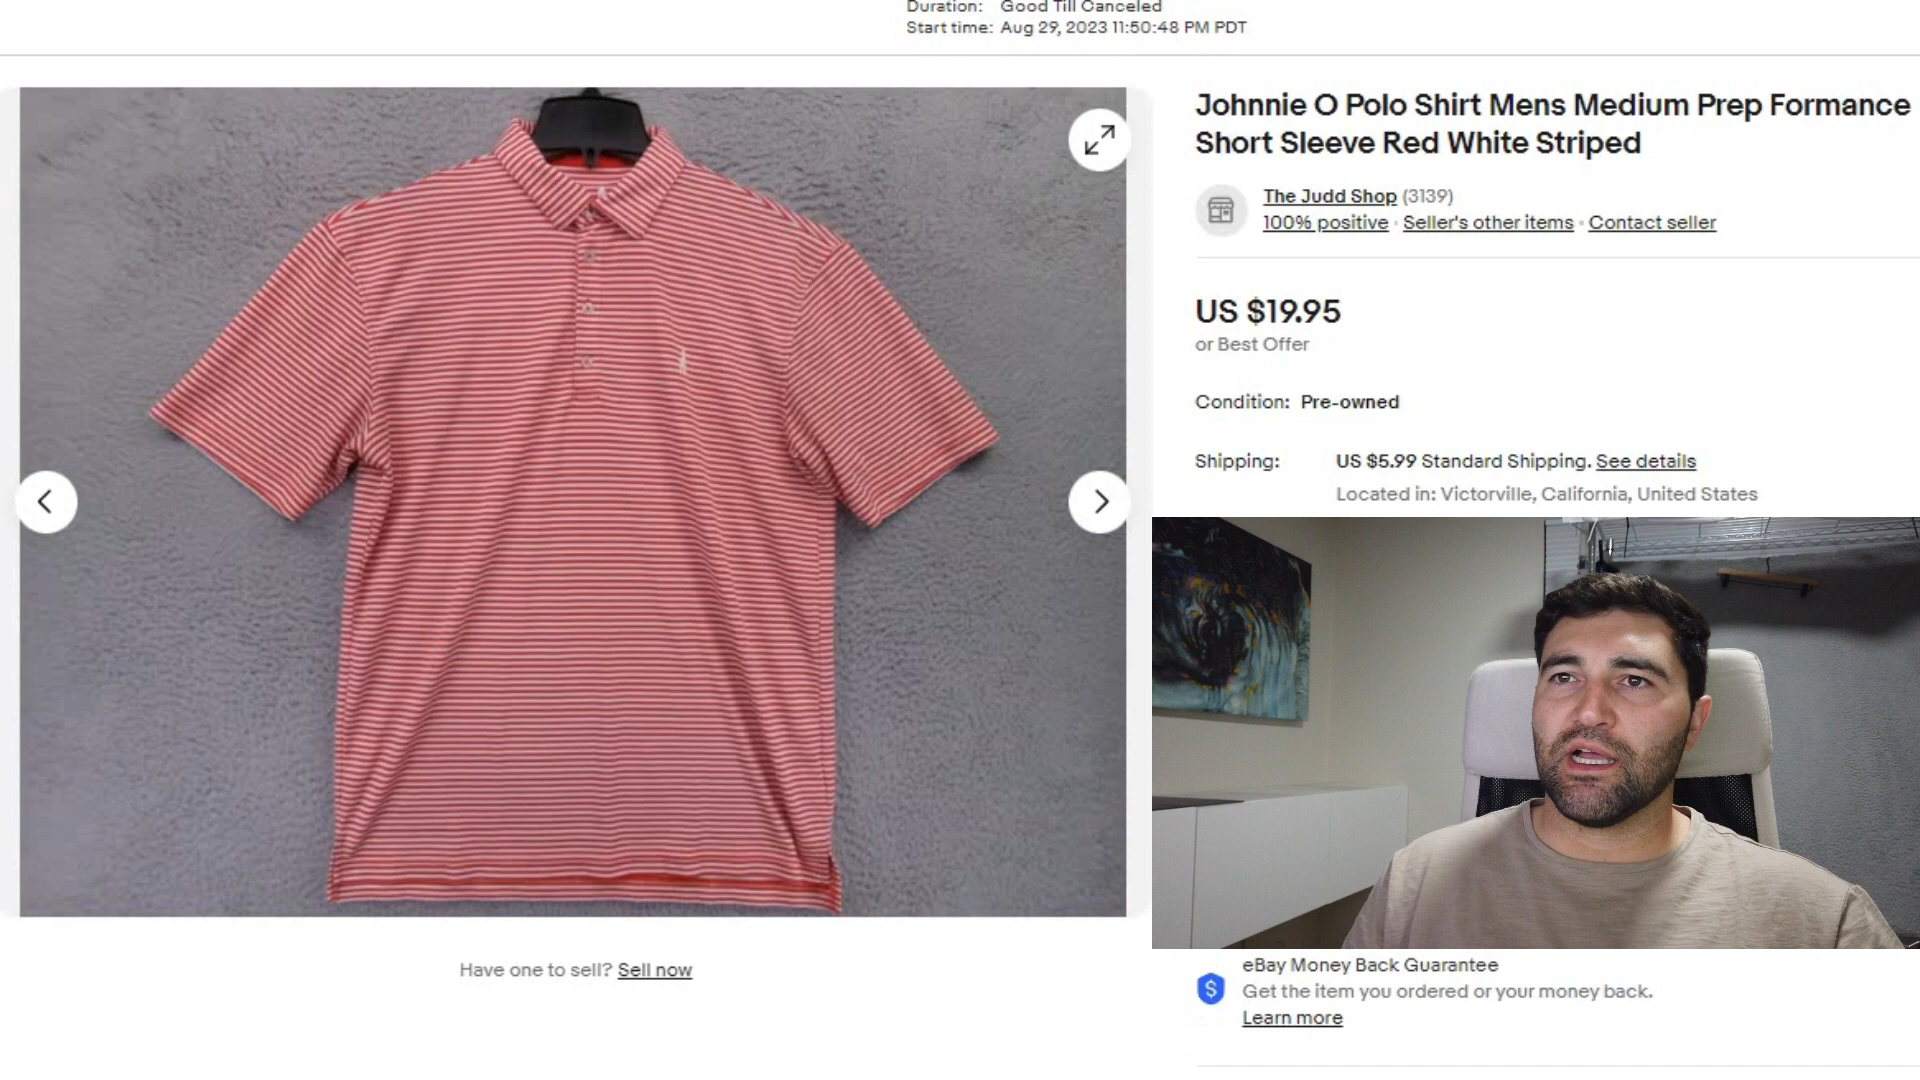 Duration: Good Till Canceled
Start time: Aug 29, 2023 11:50:48 PM PDT
Johnnie O Polo Shirt Mens Medium Prep Formance
Short Sleeve Red White Striped
The Judd Shop (3139)
100% positive · Seller's other items · Contact seller
US $19.95
or Best Offer
Condition: Pre-owned
Shipping: US $5.99 Standard Shipping. See details
Located in: Victorville, California, United States
Have one to sell? Sell now
$
eBay Money Back Guarantee
Get the item you ordered or your money back.
Learn more